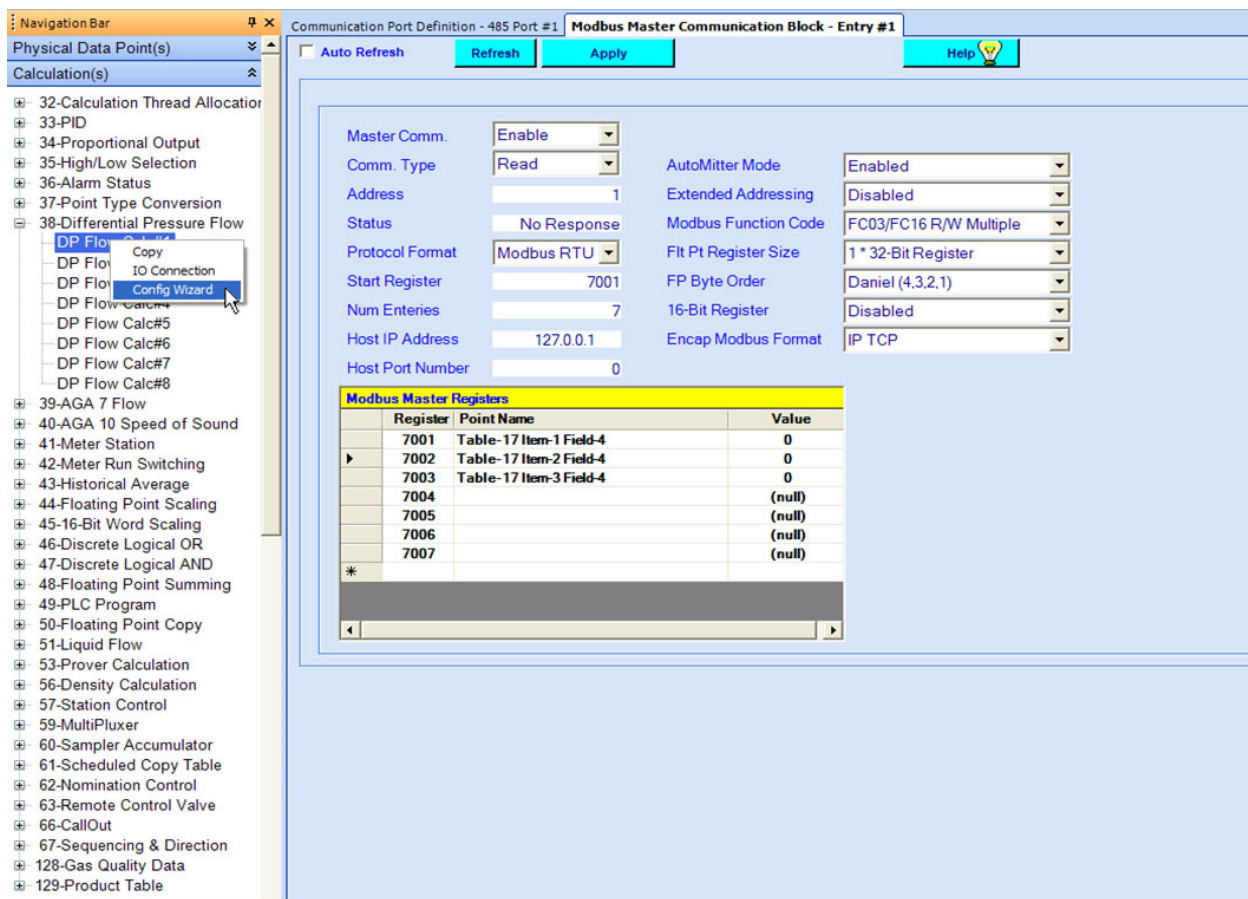 Navigation Bar
Physical Data Point(s)
Calculation(s)
32-Calculation Thread Allocation
33-PID
34-Proportional Output
35-High/Low Selection
36-Alarm Status
37-Point Type Conversion
38-Differential Pressure Flow
DP Flow Calc#1
DP Flow
DP Flow
DP Flow Calc#4
DP Flow Calc#5
DP Flow Calc#6
DP Flow Calc#7
DP Flow Calc#8
Copy
IO Connection
Config Wizard
39-AGA 7 Flow
40-AGA 10 Speed of Sound
41-Meter Station
42-Meter Run Switching
43-Historical Average
44-Floating Point Scaling
45-16-Bit Word Scaling
46-Discrete Logical OR
47-Discrete Logical AND
48-Floating Point Summing
49-PLC Program
50-Floating Point Copy
51-Liquid Flow
53-Prover Calculation
56-Density Calculation
57-Station Control
59-MultiPluxer
60-Sampler Accumulator
61-Scheduled Copy Table
62-Nomination Control
63-Remote Control Valve
66-CallOut
67-Sequencing & Direction
128-Gas Quality Data
129-Product Table
Communication Port Definition - 485 Port #1 Modbus Master Communication Block - Entry #1
Auto Refresh Refresh Apply Help
Master Comm. Enable
Comm. Type Read AutoMitter Mode Enabled
Address 1 Extended Addressing Disabled
Status No Response Modbus Function Code FC03/FC16 R/W Multiple
Protocol Format Modbus RTU Flt Pt Register Size 1 * 32-Bit Register
Start Register 7001 FP Byte Order Daniel (4,3,2,1)
Num Enteries 7 16-Bit Register Disabled
Host IP Address 127.0.0.1 Encap Modbus Format IP TCP
Host Port Number 0
Modbus Master Registers
Register Point Name Value
7001 Table-17 Item-1 Field-4 0
7002 Table-17 Item-2 Field-4 0
7003 Table-17 Item-3 Field-4 0
7004 (null)
7005 (null)
7006 (null)
7007 (null)